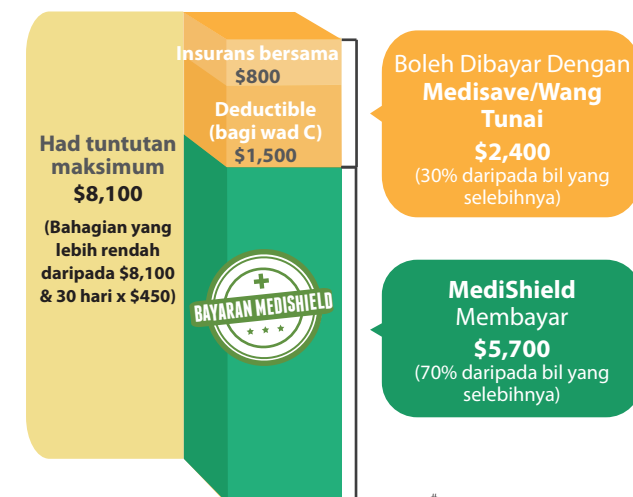 Had tuntutan
maksimum
$8,100
(Bahagian yang
lebih rendah
daripada $8,100
& 30 hari x $450)
Insurans bersama
$800
Deductible
(bagi wad C)
$1,500
BAYARAN MEDISHIELD
Boleh Dibayar Dengan
Medisave/Wang
Tunai
$2,400
(30% daripada bil yang
selebihnya)
MediShield
Membayar
$5,700
(70% daripada bil yang
selebihnya)
#